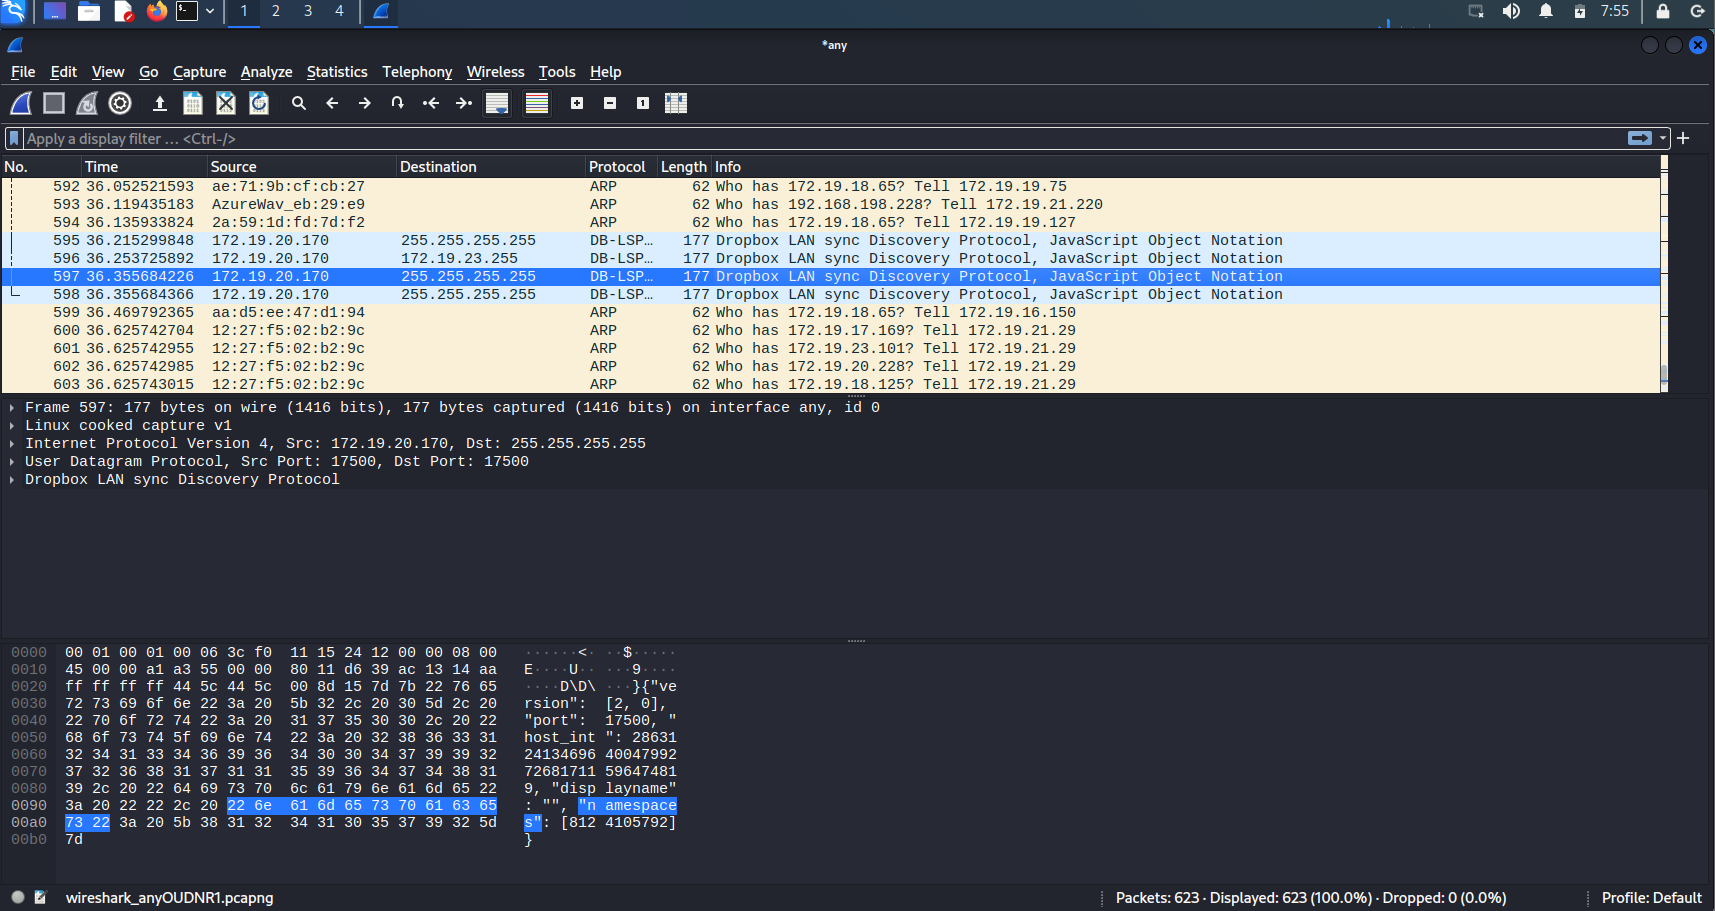 1 2 3 4 7:55
*any
File Edit View Go Capture Analyze Statistics Telephony Wireless Tools Help
Apply a display filter … <Ctrl-/>
No. Time Source Destination Protocol Length Info
592 36.052521593 ae:71:9b:cf:cb:27 ARP 62 Who has 172.19.18.65? Tell 172.19.19.75
593 36.119435183 AzureWav_eb:29:e9 ARP 62 Who has 192.168.198.228? Tell 172.19.21.220
594 36.135933824 2a:59:1d:fd:7d:f2 ARP 62 Who has 172.19.18.65? Tell 172.19.19.127
595 36.215299848 172.19.20.170 255.255.255.255 DB-LSP… 177 Dropbox LAN sync Discovery Protocol, JavaScript Object Notation
596 36.253725892 172.19.20.170 172.19.23.255 DB-LSP… 177 Dropbox LAN sync Discovery Protocol, JavaScript Object Notation
597 36.355684226 172.19.20.170 255.255.255.255 DB-LSP… 177 Dropbox LAN sync Discovery Protocol, JavaScript Object Notation
598 36.355684366 172.19.20.170 255.255.255.255 DB-LSP… 177 Dropbox LAN sync Discovery Protocol, JavaScript Object Notation
599 36.469792365 aa:d5:ee:47:d1:94 ARP 62 Who has 172.19.18.65? Tell 172.19.16.150
600 36.625742704 12:27:f5:02:b2:9c ARP 62 Who has 172.19.17.169? Tell 172.19.21.29
601 36.625742955 12:27:f5:02:b2:9c ARP 62 Who has 172.19.23.101? Tell 172.19.21.29
602 36.625742985 12:27:f5:02:b2:9c ARP 62 Who has 172.19.20.228? Tell 172.19.21.29
603 36.625743015 12:27:f5:02:b2:9c ARP 62 Who has 172.19.18.125? Tell 172.19.21.29
Frame 597: 177 bytes on wire (1416 bits), 177 bytes captured (1416 bits) on interface any, id 0
Linux cooked capture v1
Internet Protocol Version 4, Src: 172.19.20.170, Dst: 255.255.255.255
User Datagram Protocol, Src Port: 17500, Dst Port: 17500
Dropbox LAN sync Discovery Protocol
0000 00 01 00 01 00 06 3c f0 11 15 24 12 00 00 08 00 ······<· ··$·····
0010 45 00 00 a1 a3 55 00 00 80 11 d6 39 ac 13 14 aa E····U·· ···9····
0020 ff ff ff ff 44 5c 44 5c 00 8d 15 7d 7b 22 76 65 ····D\D\ ···}{"ve
0030 72 73 69 6f 6e 22 3a 20 5b 32 2c 20 30 5d 2c 20 rsion": [2, 0],
0040 22 70 6f 72 74 22 3a 20 31 37 35 30 30 2c 20 22 "port": 17500, "
0050 68 6f 73 74 5f 69 6e 74 22 3a 20 32 38 36 33 31 host_int ": 28631
0060 32 34 31 33 34 36 39 36 34 30 30 34 37 39 39 32 24134696 40047992
0070 37 32 36 38 31 37 31 31 35 39 36 34 37 34 38 31 72681711 59647481
0080 39 2c 20 22 64 69 73 70 6c 61 79 6e 61 6d 65 22 9, "disp layname"
0090 3a 20 22 22 2c 20 22 6e 61 6d 65 73 70 61 63 65 : "", "n amespace
00a0 73 22 3a 20 5b 38 31 32 34 31 30 35 37 39 32 5d s": [812 4105792]
00b0 7d }
wireshark_anyOUDNR1.pcapng Packets: 623 · Displayed: 623 (100.0%) · Dropped: 0 (0.0%) Profile: Default